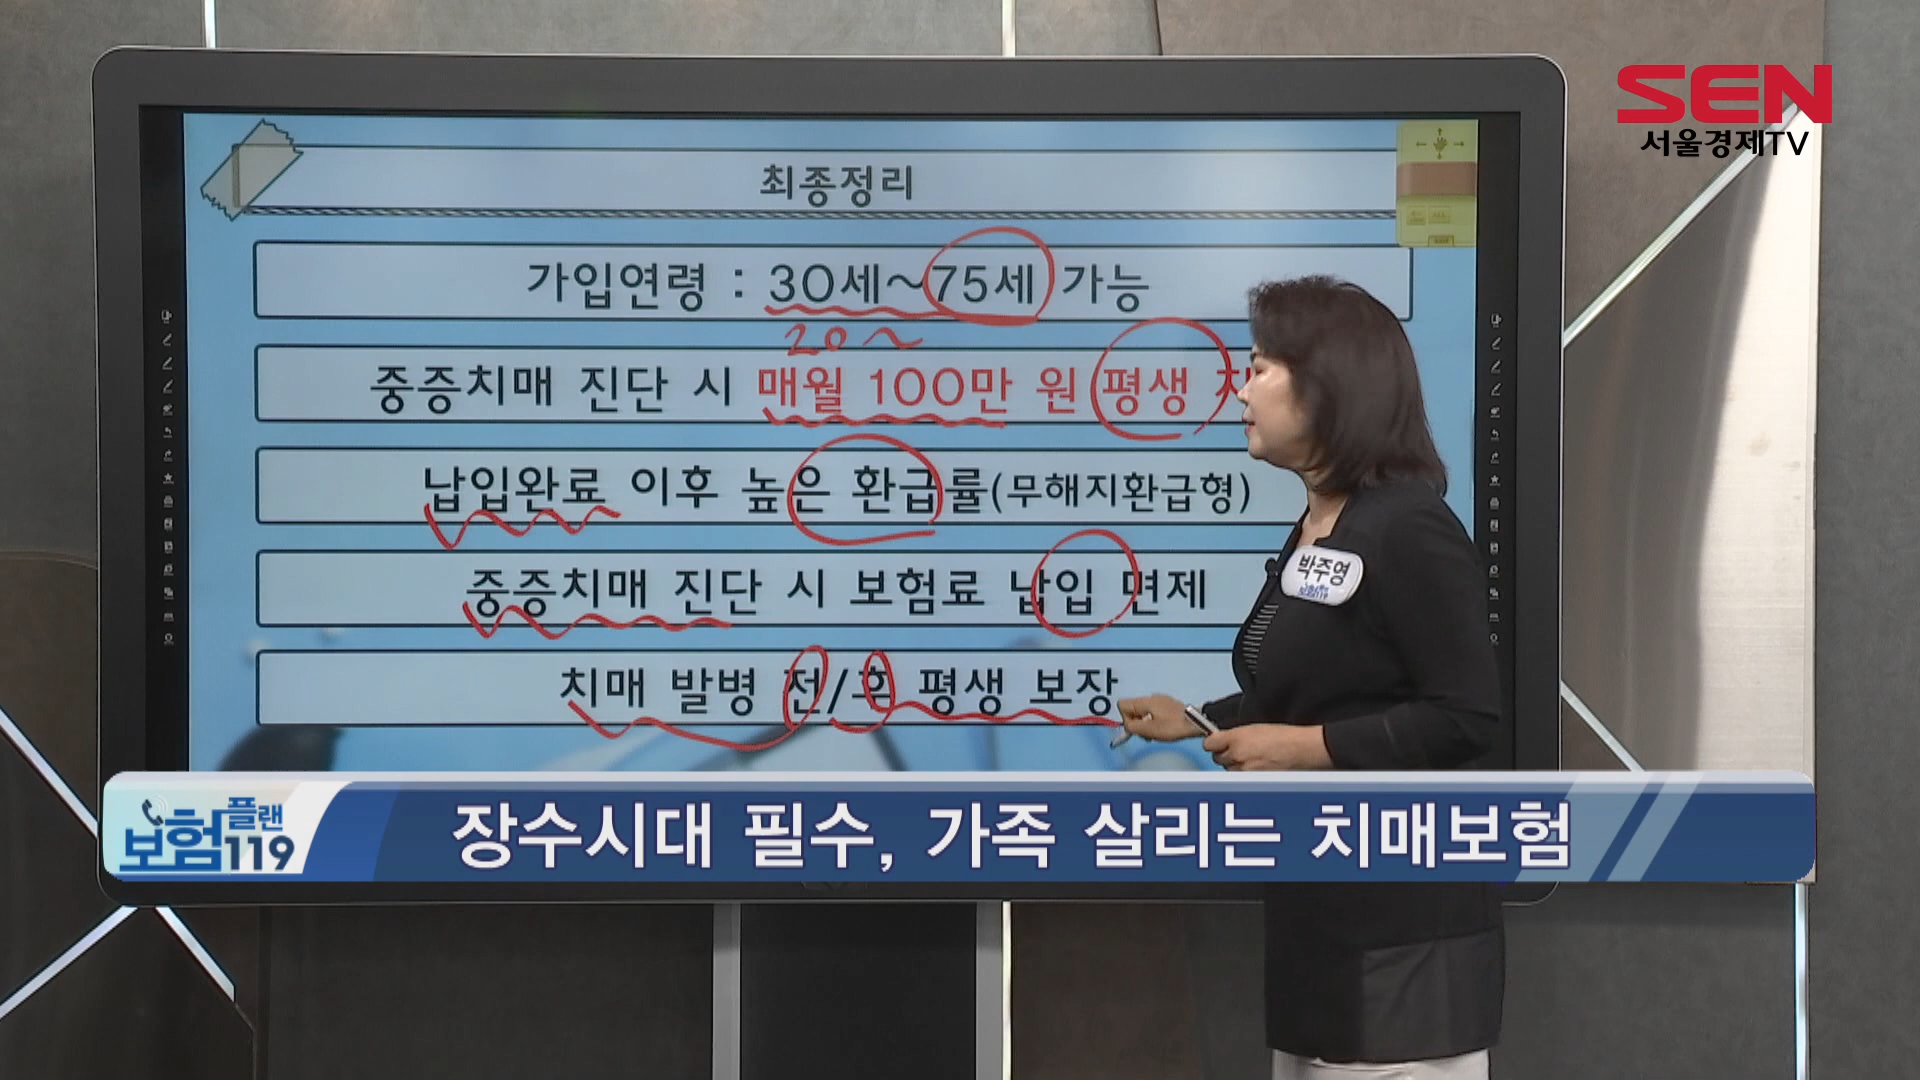 SEN
서울경제TV
최종정리
가입연령 : 30세~75세 가능
20~
중증치매 진단 시 매월 100만 원 평생
납입완료 이후 높은 환급률(무해지환급형)
중증치매 진단 시 보험료 납입 면제
치매 발병 전/후 평생 보장
박주영
보험119
보험플랜119
장수시대 필수, 가족 살리는 치매보험